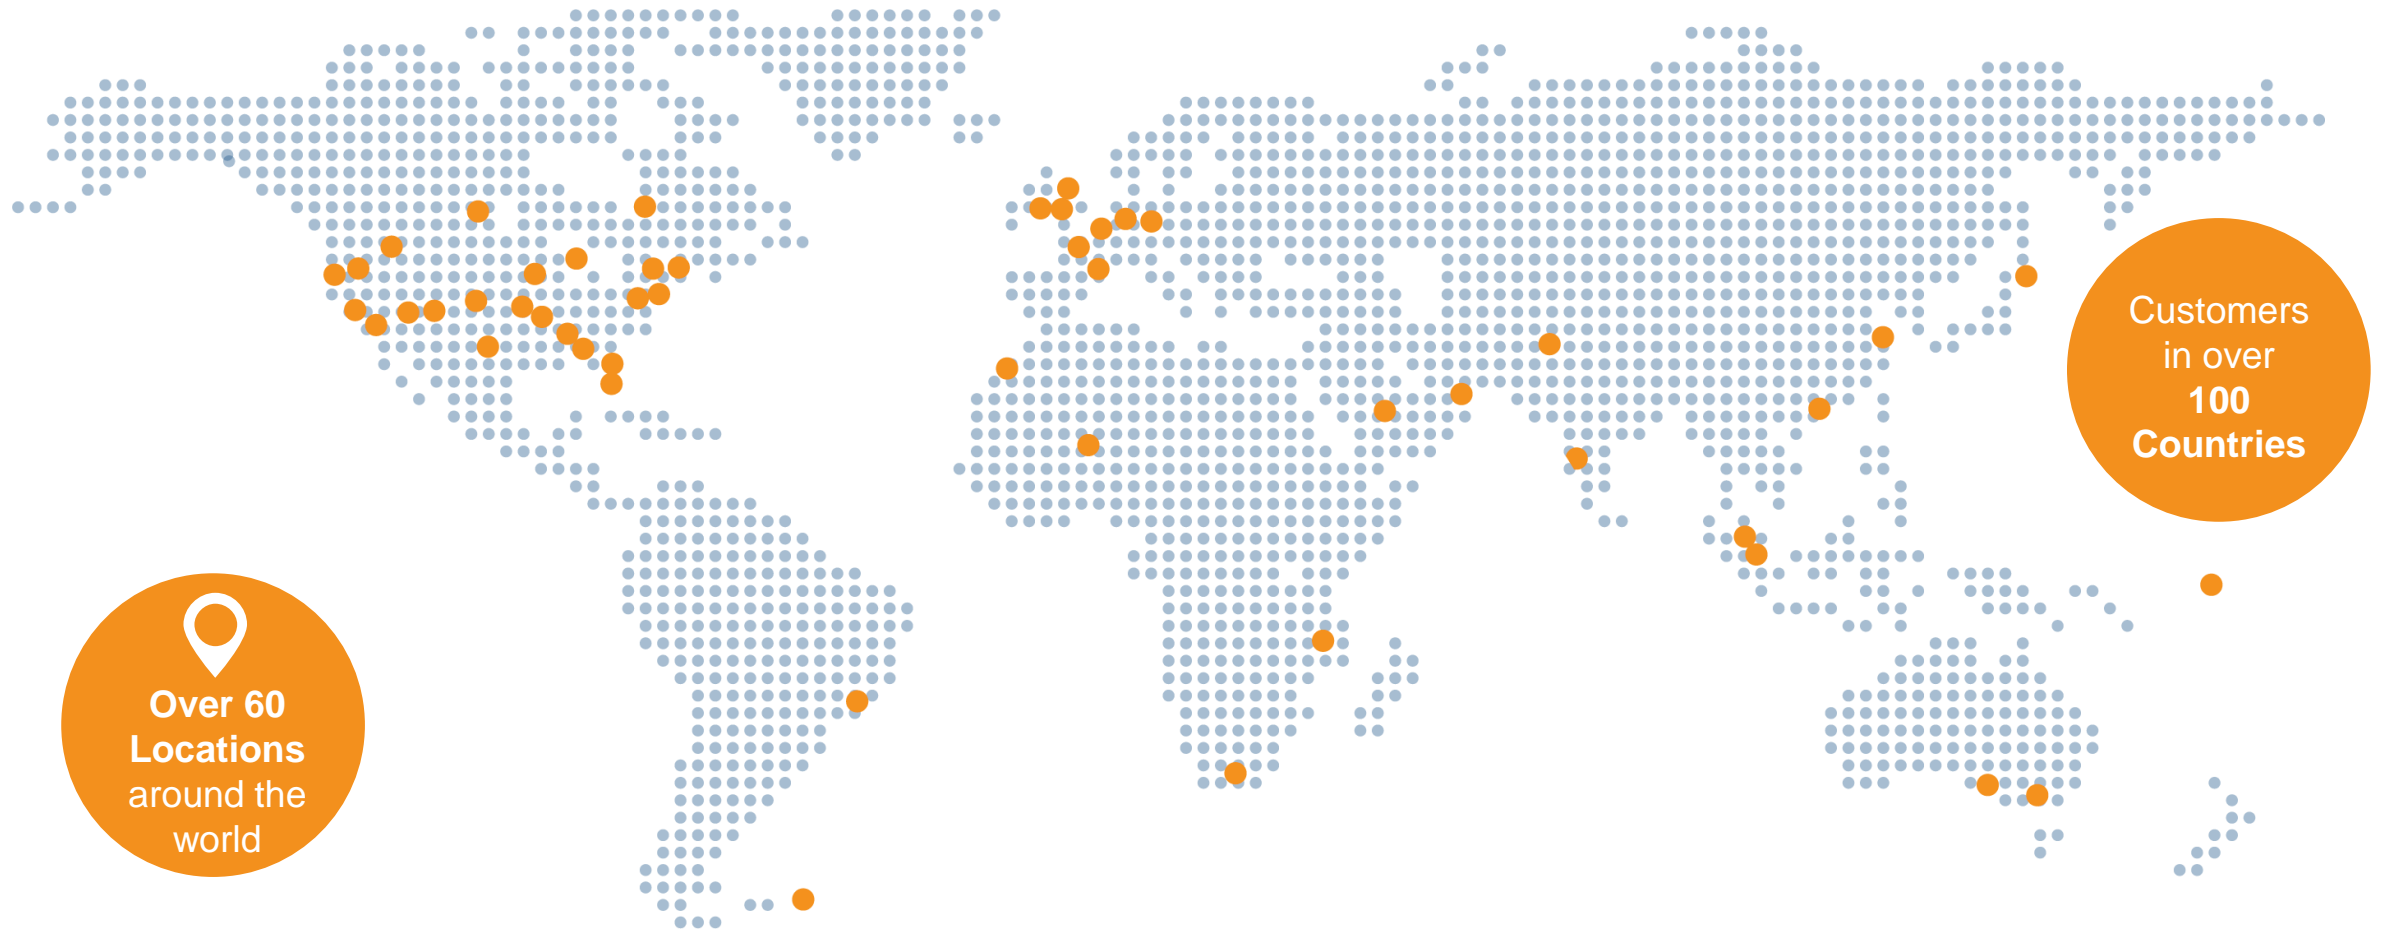 Customers
in over
100
Countries
Over 60
Locations
around the
world